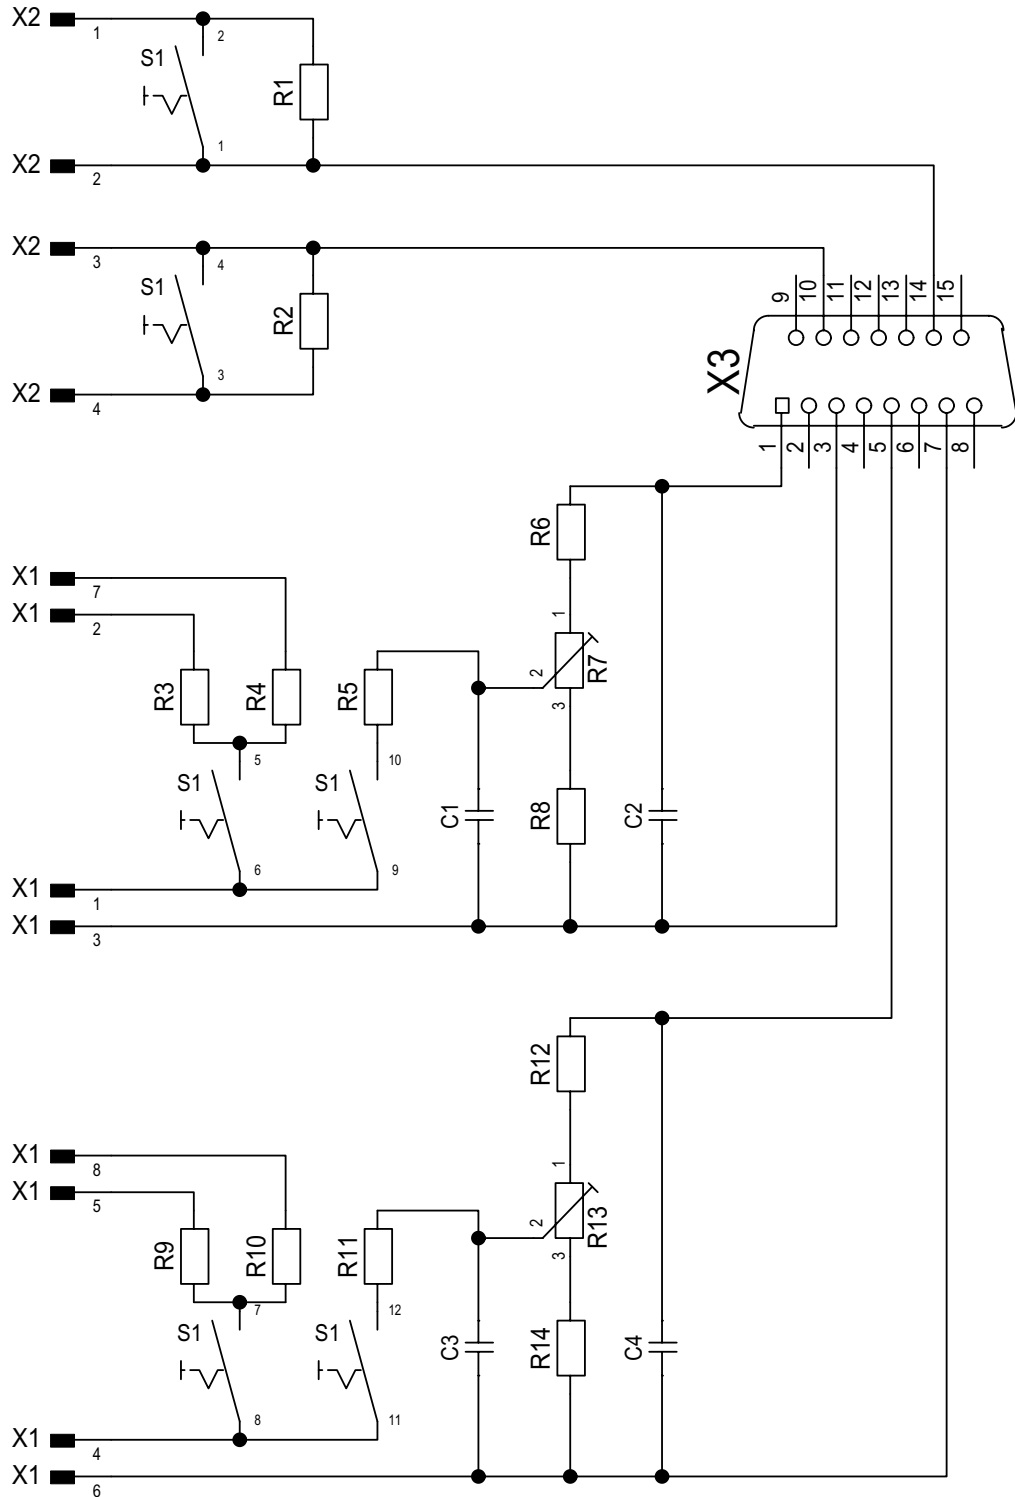 X2 1 2
S1
R1
1
X2 2
X2 3 4
S1
R2
3
X2 4
9 10 11 12 13 14 15
X3
1 2 3 4 5 6 7 8
R6
X1 7
X1 2
1
R3 R4 R5 2 R7
3
5 10
S1 S1
C1 R8 C2
6 9
X1 1
X1 3
R12
X1 8
X1 5
1
R9 R10 R11 2 R13
3
7 12
S1 S1
C3 R14 C4
8 11
X1 4
X1 6